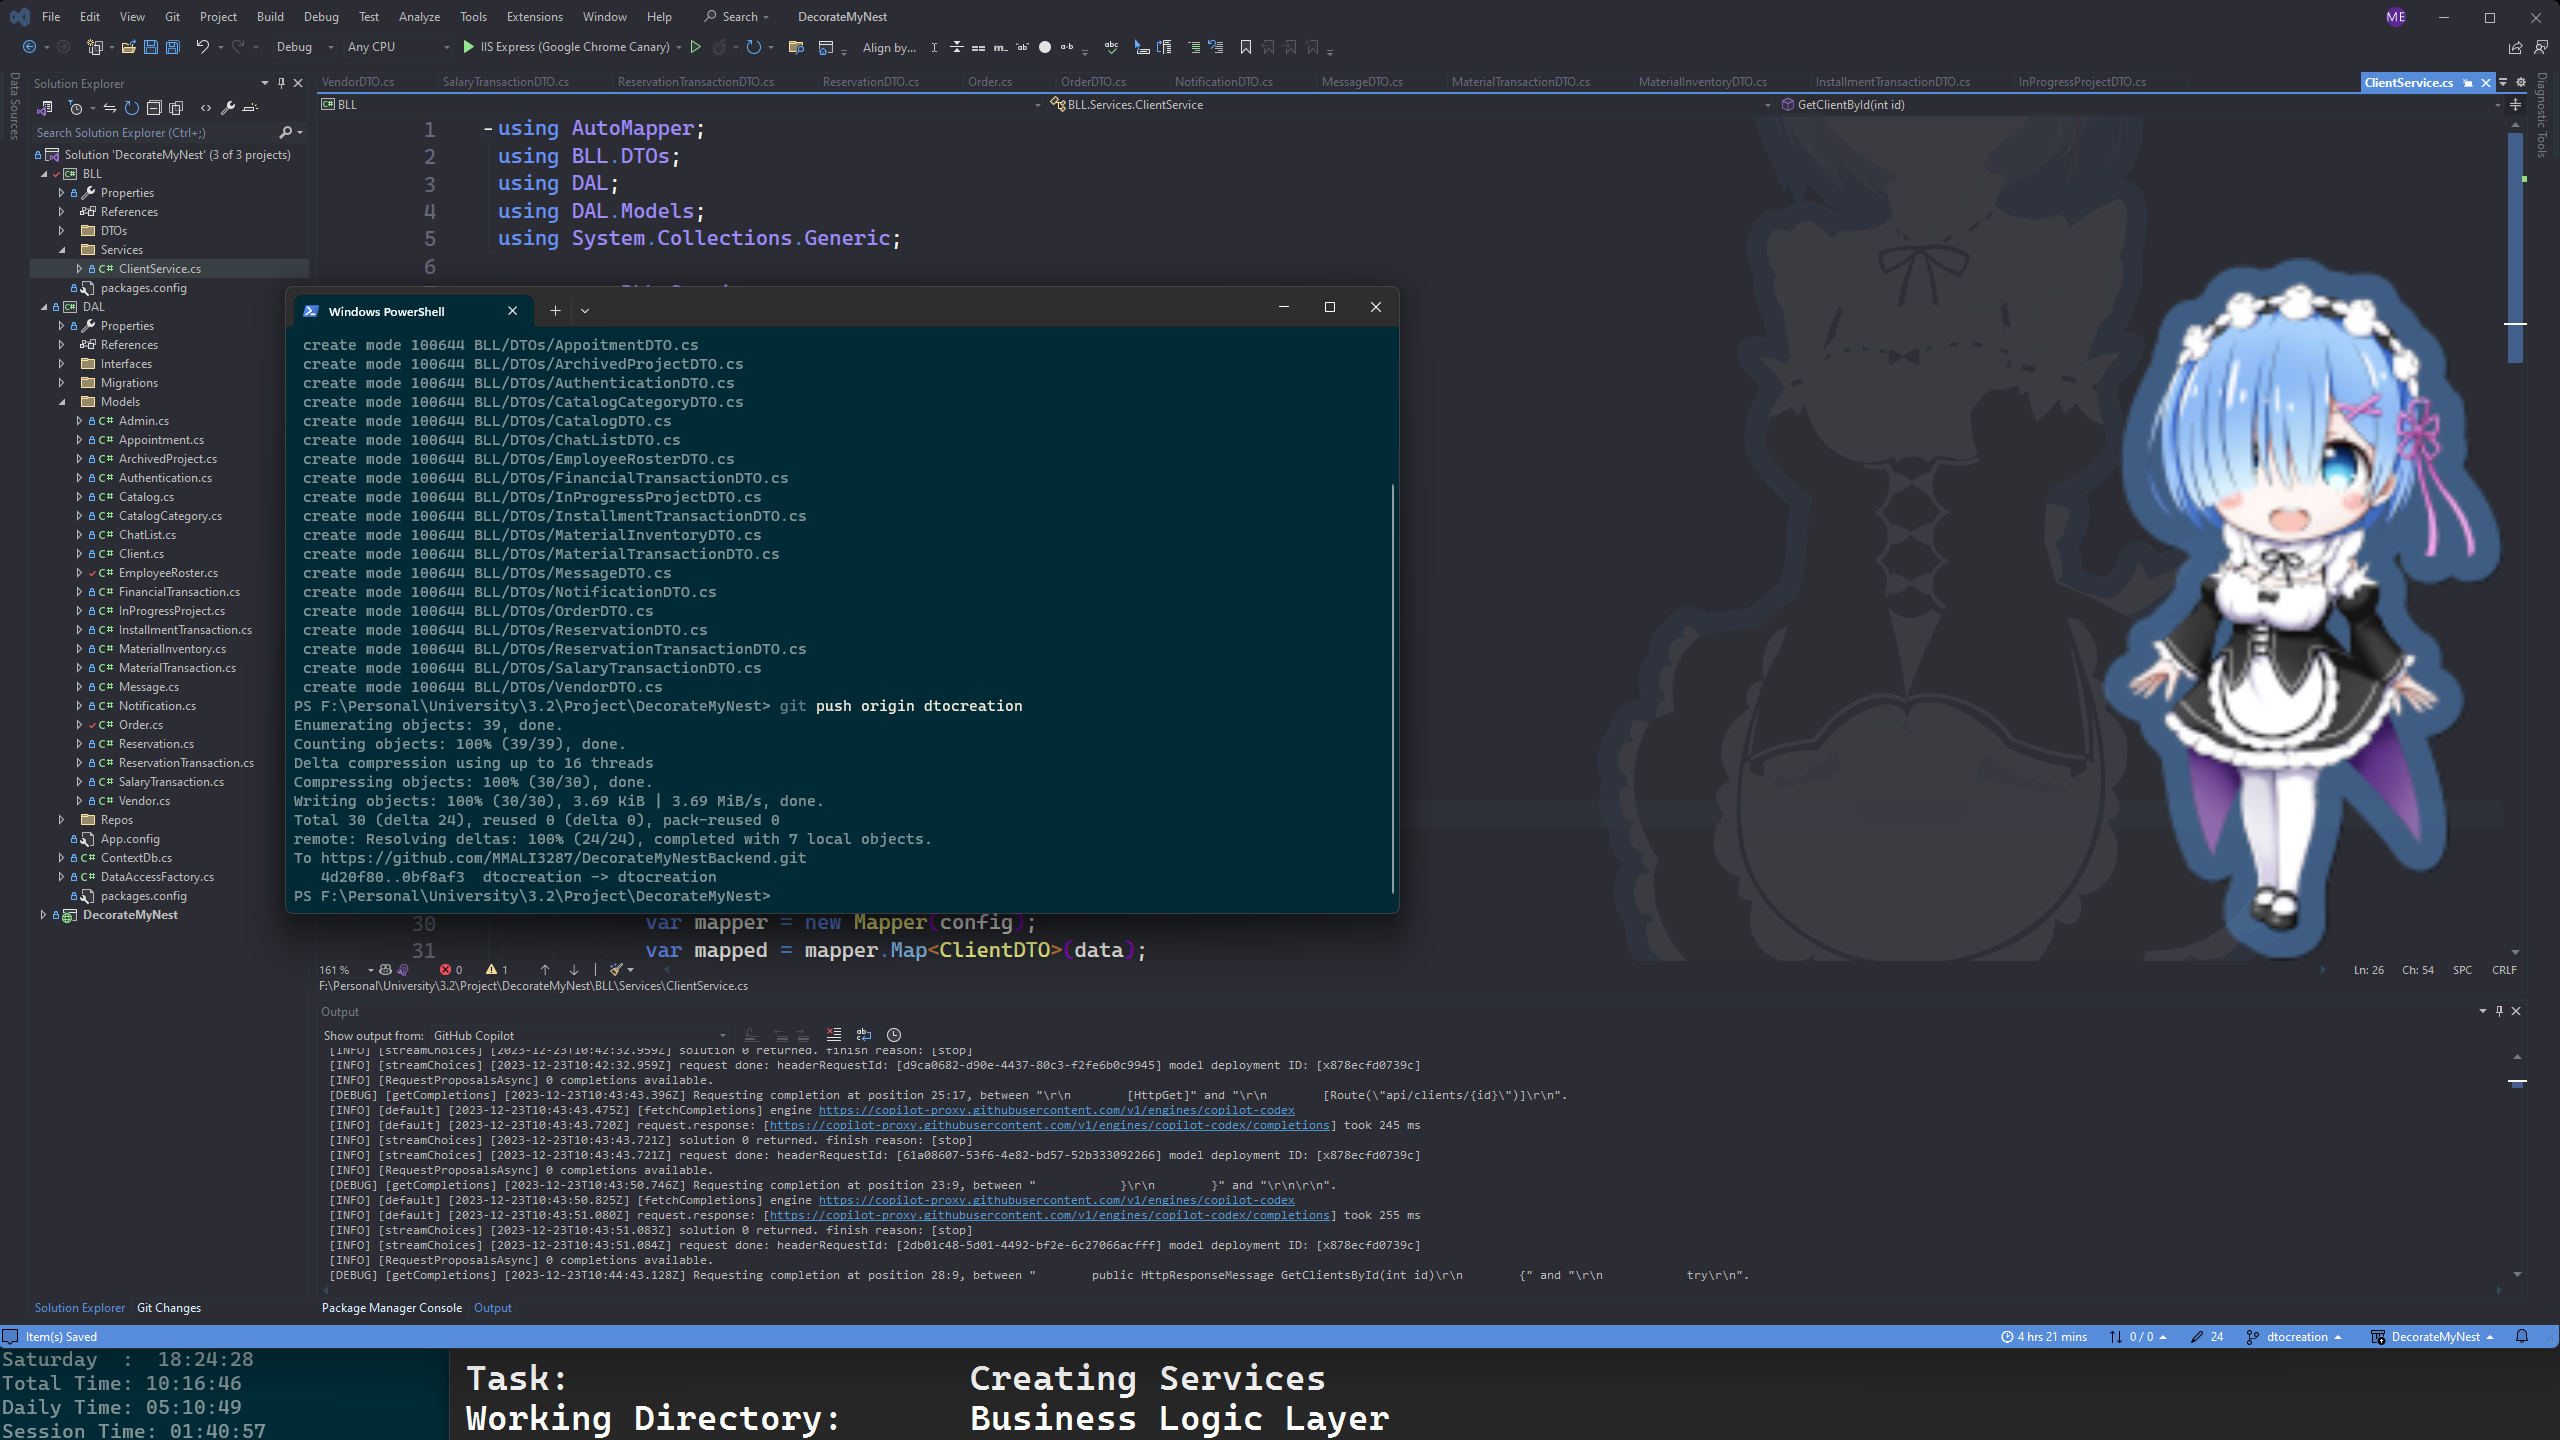 File Edit View Git Project Build Debug Test Analyze Tools Extensions Window Help Search DecorateMyNest ME
Debug Any CPU IIS Express (Google Chrome Canary) Align by...
Data Sources
Solution Explorer
Search Solution Explorer (Ctrl+;)
Solution 'DecorateMyNest' (3 of 3 projects)
BLL
Properties
References
DTOs
Services
ClientService.cs
packages.config
DAL
Properties
References
Interfaces
Migrations
Models
Admin.cs
Appointment.cs
ArchivedProject.cs
Authentication.cs
Catalog.cs
CatalogCategory.cs
ChatList.cs
Client.cs
EmployeeRoster.cs
FinancialTransaction.cs
InProgressProject.cs
InstallmentTransaction.cs
MaterialInventory.cs
MaterialTransaction.cs
Message.cs
Notification.cs
Order.cs
Reservation.cs
ReservationTransaction.cs
SalaryTransaction.cs
Vendor.cs
Repos
App.config
ContextDb.cs
DataAccessFactory.cs
packages.config
DecorateMyNest
Solution Explorer Git Changes
VendorDTO.cs SalaryTransactionDTO.cs ReservationTransactionDTO.cs ReservationDTO.cs Order.cs OrderDTO.cs NotificationDTO.cs MessageDTO.cs MaterialTransactionDTO.cs MaterialInventoryDTO.cs InstallmentTransactionDTO.cs InProgressProjectDTO.cs ClientService.cs
BLL BLL.Services.ClientService GetClientById(int id)
Diagnostic Tools
1 using AutoMapper;
2 using BLL.DTOs;
3 using DAL;
4 using DAL.Models;
5 using System.Collections.Generic;
6
Windows PowerShell
create mode 100644 BLL/DTOs/AppoitmentDTO.cs
create mode 100644 BLL/DTOs/ArchivedProjectDTO.cs
create mode 100644 BLL/DTOs/AuthenticationDTO.cs
create mode 100644 BLL/DTOs/CatalogCategoryDTO.cs
create mode 100644 BLL/DTOs/CatalogDTO.cs
create mode 100644 BLL/DTOs/ChatListDTO.cs
create mode 100644 BLL/DTOs/EmployeeRosterDTO.cs
create mode 100644 BLL/DTOs/FinancialTransactionDTO.cs
create mode 100644 BLL/DTOs/InProgressProjectDTO.cs
create mode 100644 BLL/DTOs/InstallmentTransactionDTO.cs
create mode 100644 BLL/DTOs/MaterialInventoryDTO.cs
create mode 100644 BLL/DTOs/MaterialTransactionDTO.cs
create mode 100644 BLL/DTOs/MessageDTO.cs
create mode 100644 BLL/DTOs/NotificationDTO.cs
create mode 100644 BLL/DTOs/OrderDTO.cs
create mode 100644 BLL/DTOs/ReservationDTO.cs
create mode 100644 BLL/DTOs/ReservationTransactionDTO.cs
create mode 100644 BLL/DTOs/SalaryTransactionDTO.cs
create mode 100644 BLL/DTOs/VendorDTO.cs
PS F:\Personal\University\3.2\Project\DecorateMyNest> git push origin dtocreation
Enumerating objects: 39, done.
Counting objects: 100% (39/39), done.
Delta compression using up to 16 threads
Compressing objects: 100% (30/30), done.
Writing objects: 100% (30/30), 3.69 KiB | 3.69 MiB/s, done.
Total 30 (delta 24), reused 0 (delta 0), pack-reused 0
remote: Resolving deltas: 100% (24/24), completed with 7 local objects.
To https://github.com/MMALI3287/DecorateMyNestBackend.git
4d20f80..0bf8af3 dtocreation -> dtocreation
PS F:\Personal\University\3.2\Project\DecorateMyNest>
30 var mapper = new Mapper(config);
31 var mapped = mapper.Map<ClientDTO>(data);
161 % 0 1 Ln: 26 Ch: 54 SPC CRLF
F:\Personal\University\3.2\Project\DecorateMyNest\BLL\Services\ClientService.cs
Output
Show output from: GitHub Copilot
[INFO] [streamChoices] [2023-12-23T10:42:32.959Z] solution 0 returned. finish reason: [stop]
[INFO] [streamChoices] [2023-12-23T10:42:32.959Z] request done: headerRequestId: [d9ca0682-d90e-4437-80c3-f2fe6b0c9945] model deployment ID: [x878ecfd0739c]
[INFO] [RequestProposalsAsync] 0 completions available.
[DEBUG] [getCompletions] [2023-12-23T10:43:43.396Z] Requesting completion at position 25:17, between "\r\n [HttpGet]" and "\r\n [Route(\"api/clients/{id}\")]\r\n".
[INFO] [default] [2023-12-23T10:43:43.475Z] [fetchCompletions] engine https://copilot-proxy.githubusercontent.com/v1/engines/copilot-codex
[INFO] [default] [2023-12-23T10:43:43.720Z] request.response: [https://copilot-proxy.githubusercontent.com/v1/engines/copilot-codex/completions] took 245 ms
[INFO] [streamChoices] [2023-12-23T10:43:43.721Z] solution 0 returned. finish reason: [stop]
[INFO] [streamChoices] [2023-12-23T10:43:43.721Z] request done: headerRequestId: [61a08607-53f6-4e82-bd57-52b333092266] model deployment ID: [x878ecfd0739c]
[INFO] [RequestProposalsAsync] 0 completions available.
[DEBUG] [getCompletions] [2023-12-23T10:43:50.746Z] Requesting completion at position 23:9, between " }\r\n }" and "\r\n\r\n".
[INFO] [default] [2023-12-23T10:43:50.825Z] [fetchCompletions] engine https://copilot-proxy.githubusercontent.com/v1/engines/copilot-codex
[INFO] [default] [2023-12-23T10:43:51.080Z] request.response: [https://copilot-proxy.githubusercontent.com/v1/engines/copilot-codex/completions] took 255 ms
[INFO] [streamChoices] [2023-12-23T10:43:51.083Z] solution 0 returned. finish reason: [stop]
[INFO] [streamChoices] [2023-12-23T10:43:51.084Z] request done: headerRequestId: [2db01c48-5d01-4492-bf2e-6c27066acfff] model deployment ID: [x878ecfd0739c]
[INFO] [RequestProposalsAsync] 0 completions available.
[DEBUG] [getCompletions] [2023-12-23T10:44:43.128Z] Requesting completion at position 28:9, between " public HttpResponseMessage GetClientsById(int id)\r\n {" and "\r\n try\r\n".
Package Manager Console Output
Item(s) Saved 4 hrs 21 mins 0 / 0 24 dtocreation DecorateMyNest
Saturday : 18:24:28
Total Time: 10:16:46
Daily Time: 05:10:49
Session Time: 01:40:57
Task: Creating Services
Working Directory: Business Logic Layer